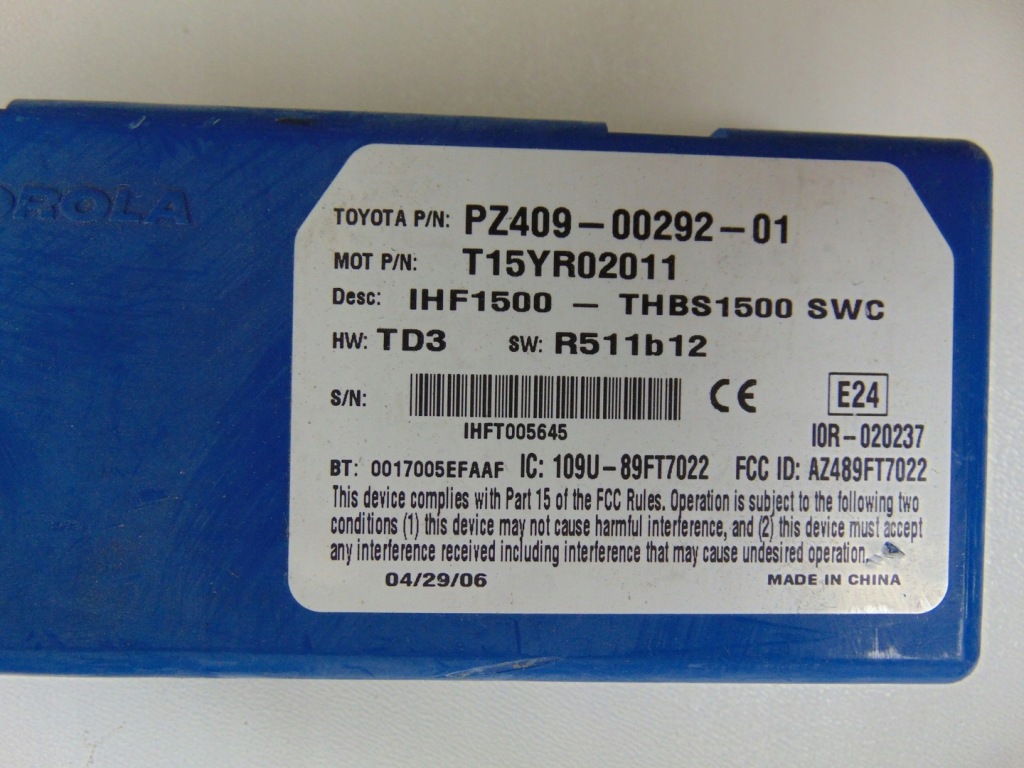 OROLA
TOYOTA P/N: PZ409-00292-01
MOT P/N: T15YR02011
Desc: IHF1500 - THBS1500 SWC
HW: TD3 SW: R511b12
S/N: CE E24
IHFT005645 10R-020237
BT: 0017005EFAAF IC: 109U-89FT7022 FCC ID: AZ489FT7022
This device complies with Part 15 of the FCC Rules. Operation is subject to the following two
conditions (1) this device may not cause harmful interference, and (2) this device must accept
any interference received including interference that may cause undesired operation.
04/29/06 MADE IN CHINA